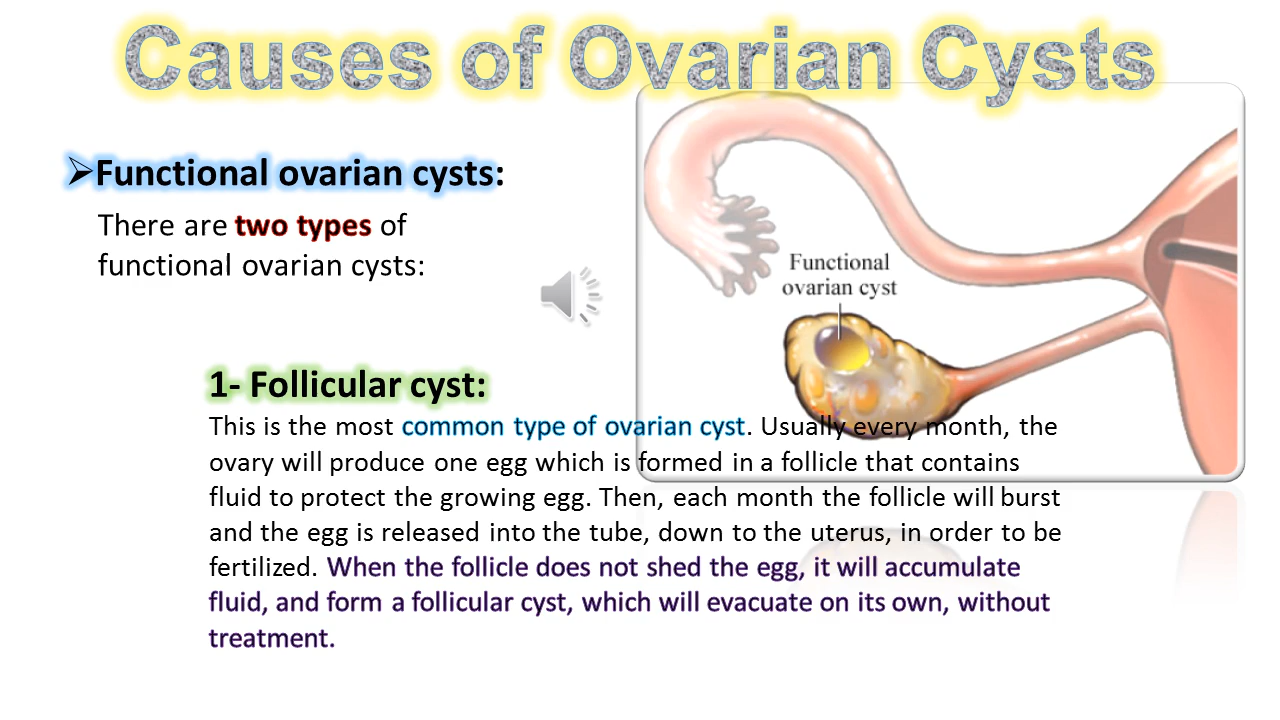 Causes of Ovarian Cysts
➢Functional ovarian cysts:
There are two types of
functional ovarian cysts:
Functional
ovarian cyst
1- Follicular cyst:
This is the most common type of ovarian cyst. Usually every month, the
ovary will produce one egg which is formed in a follicle that contains
fluid to protect the growing egg. Then, each month the follicle will burst
and the egg is released into the tube, down to the uterus, in order to be
fertilized. When the follicle does not shed the egg, it will accumulate
fluid, and form a follicular cyst, which will evacuate on its own, without
treatment.